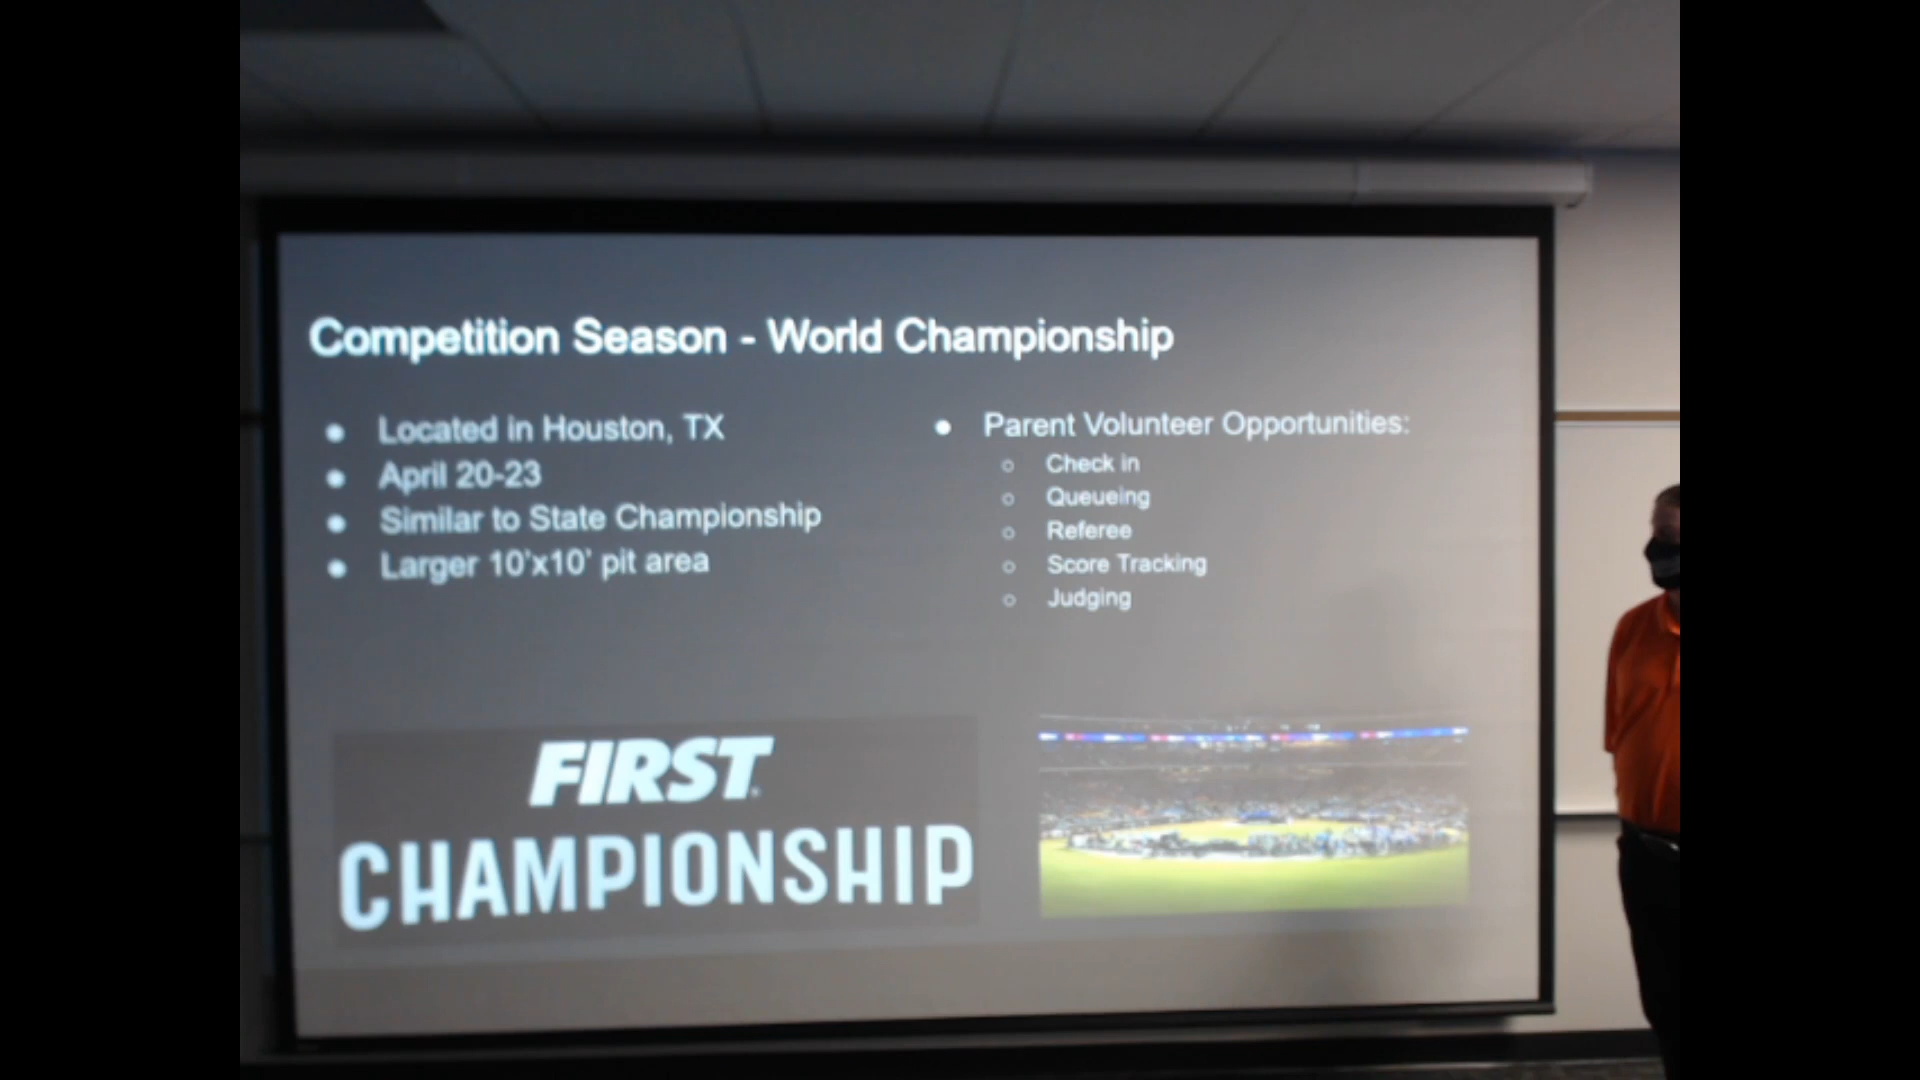 Competition Season - World Championship
● Located in Houston, TX
● April 20-23
● Similar to State Championship
● Larger 10'x10' pit area
● Parent Volunteer Opportunities:
○ Check in
○ Queueing
○ Referee
○ Score Tracking
○ Judging
FIRST
CHAMPIONSHIP